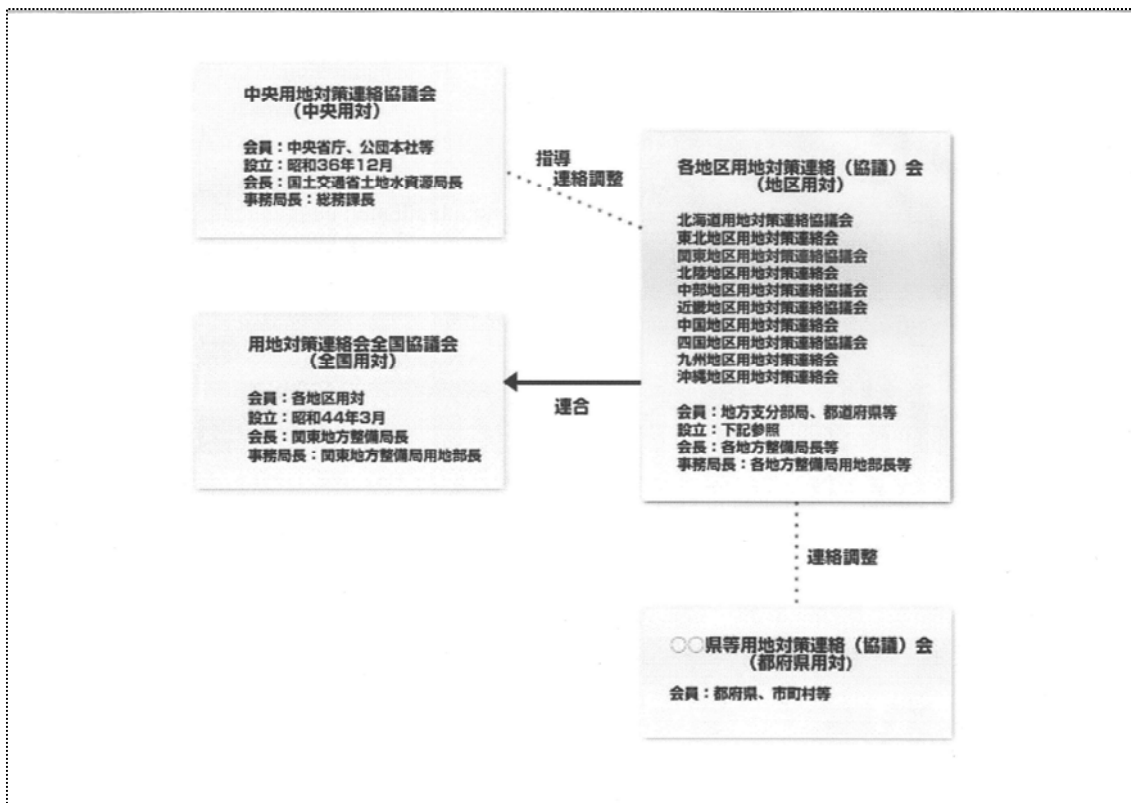 中央用地対策連絡協議会
（中央用対）
会員：中央省庁、公団本社等
設立：昭和36年12月
会長：国土交通省土地水資源局長
事務局長：総務課長
指導
連絡調整
各地区用地対策連絡（協議）会
（地区用対）
北海道用地対策連絡協議会
東北地区用地対策連絡会
関東地区用地対策連絡協議会
北陸地区用地対策連絡会
中部地区用地対策連絡協議会
近畿地区用地対策連絡協議会
中国地区用地対策連絡会
四国地区用地対策連絡協議会
九州地区用地対策連絡会
沖縄地区用地対策連絡会
会員：地方支分部局、都道府県等
設立：下記参照
会長：各地方整備局長等
事務局長：各地方整備局用地部長等
用地対策連絡会全国協議会
（全国用対）
会員：各地区用対
設立：昭和44年3月
会長：関東地方整備局長
事務局長：関東地方整備局用地部長
連合
連絡調整
○○県等用地対策連絡（協議）会
（都府県用対）
会員：都府県、市町村等